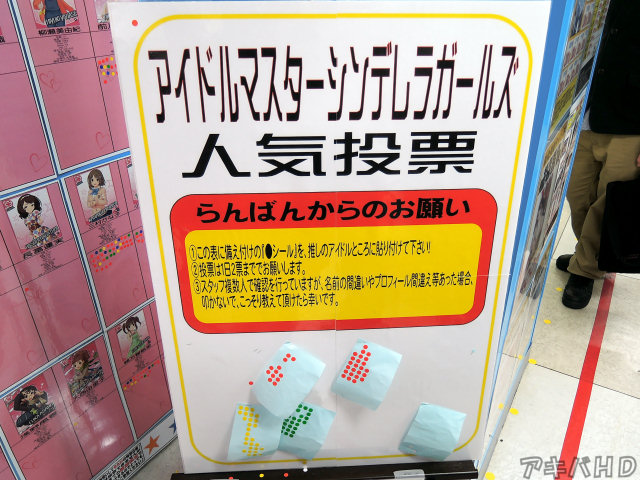 アイドルマスターシンデレラガールズ
人気投票
らんばんからのお願い
①この表に備え付けの『●シール』を、推しのアイドルところに貼り付けて下さい!
②投票は1日2票まででお願いします。
③スタッフ複数人で確認を行っていますが、名前の間違いやプロフィール間違え等あった場合、
叩かないで、こっそり教えて頂けたら幸いです。
アキバHD